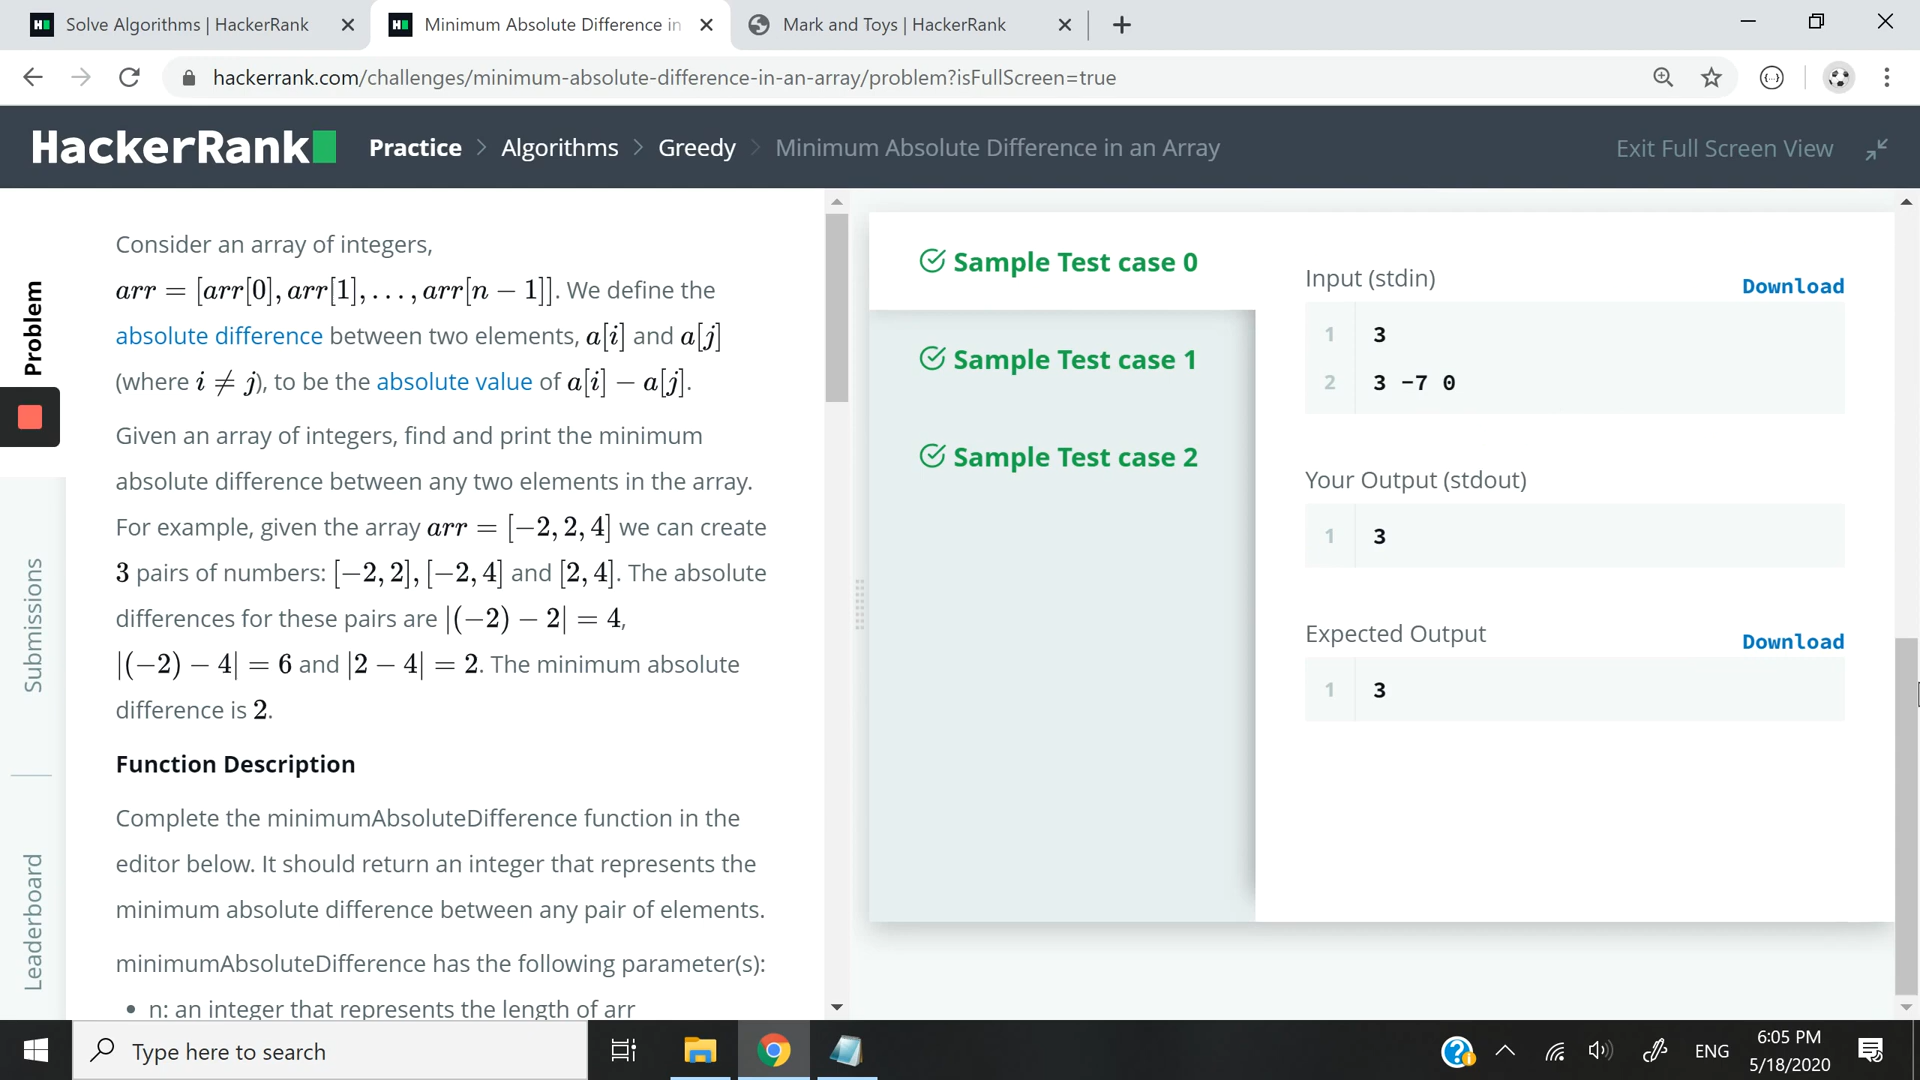 Solve Algorithms | HackerRank
Minimum Absolute Difference in
Mark and Toys | HackerRank
hackerrank.com/challenges/minimum-absolute-difference-in-an-array/problem?isFullScreen=true
HackerRank
Practice > Algorithms > Greedy > Minimum Absolute Difference in an Array
Exit Full Screen View
Problem
Submissions
Leaderboard
Consider an array of integers,
arr = [arr[0], arr[1], . . . , arr[n − 1]]. We define the
absolute difference between two elements, a[i] and a[j]
(where i ≠ j), to be the absolute value of a[i] − a[j].
Given an array of integers, find and print the minimum
absolute difference between any two elements in the array.
For example, given the array arr = [−2, 2, 4] we can create
3 pairs of numbers: [−2, 2], [−2, 4] and [2, 4]. The absolute
differences for these pairs are |(−2) − 2| = 4,
|(−2) − 4| = 6 and |2 − 4| = 2. The minimum absolute
difference is 2.
Function Description
Complete the minimumAbsoluteDifference function in the
editor below. It should return an integer that represents the
minimum absolute difference between any pair of elements.
minimumAbsoluteDifference has the following parameter(s):
• n: an integer that represents the length of arr
Sample Test case 0
Sample Test case 1
Sample Test case 2
Input (stdin)
Download
1 3
2 3 -7 0
Your Output (stdout)
1 3
Expected Output
Download
1 3
Type here to search
ENG
6:05 PM
5/18/2020